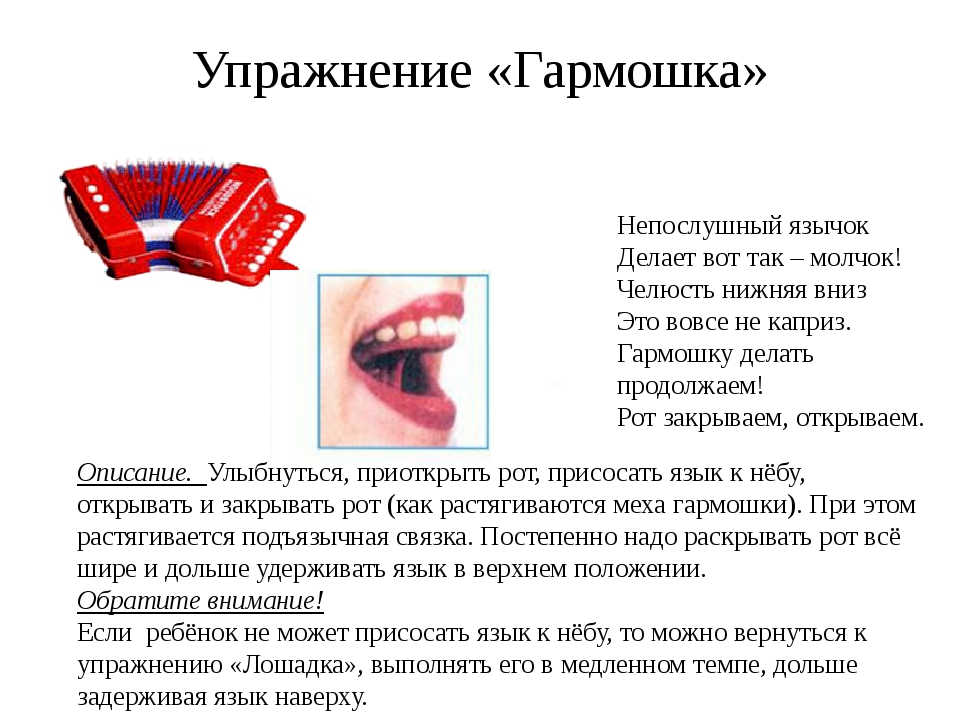 Упражнение «Гармошка»
Непослушный язычок
Делает вот так – молчок!
Челюсть нижняя вниз
Это вовсе не каприз.
Гармошку делать
продолжаем!
Рот закрываем, открываем.
Описание. Улыбнуться, приоткрыть рот, присосать язык к нёбу,
открывать и закрывать рот (как растягиваются меха гармошки). При этом
растягивается подъязычная связка. Постепенно надо раскрывать рот всё
шире и дольше удерживать язык в верхнем положении.
Обратите внимание!
Если ребёнок не может присосать язык к нёбу, то можно вернуться к
упражнению «Лошадка», выполнять его в медленном темпе, дольше
задерживая язык наверху.